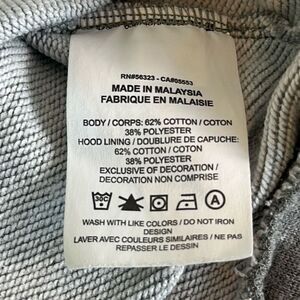 RN#56323 - CA#05553
MADE IN MALAYSIA
FABRIQUE EN MALAISIE
BODY / CORPS: 62% COTTON / COTON
38% POLYESTER
HOOD LINING / DOUBLURE DE CAPUCHE:
62% COTTON / COTON
38% POLYESTER
EXCLUSIVE OF DECORATION /
DECORATION NON COMPRISE
WASH WITH LIKE COLORS / DO NOT IRON
DESIGN
LAVER AVEC COULEURS SIMILAIRES / NE PAS
REPASSER LE DESSIN